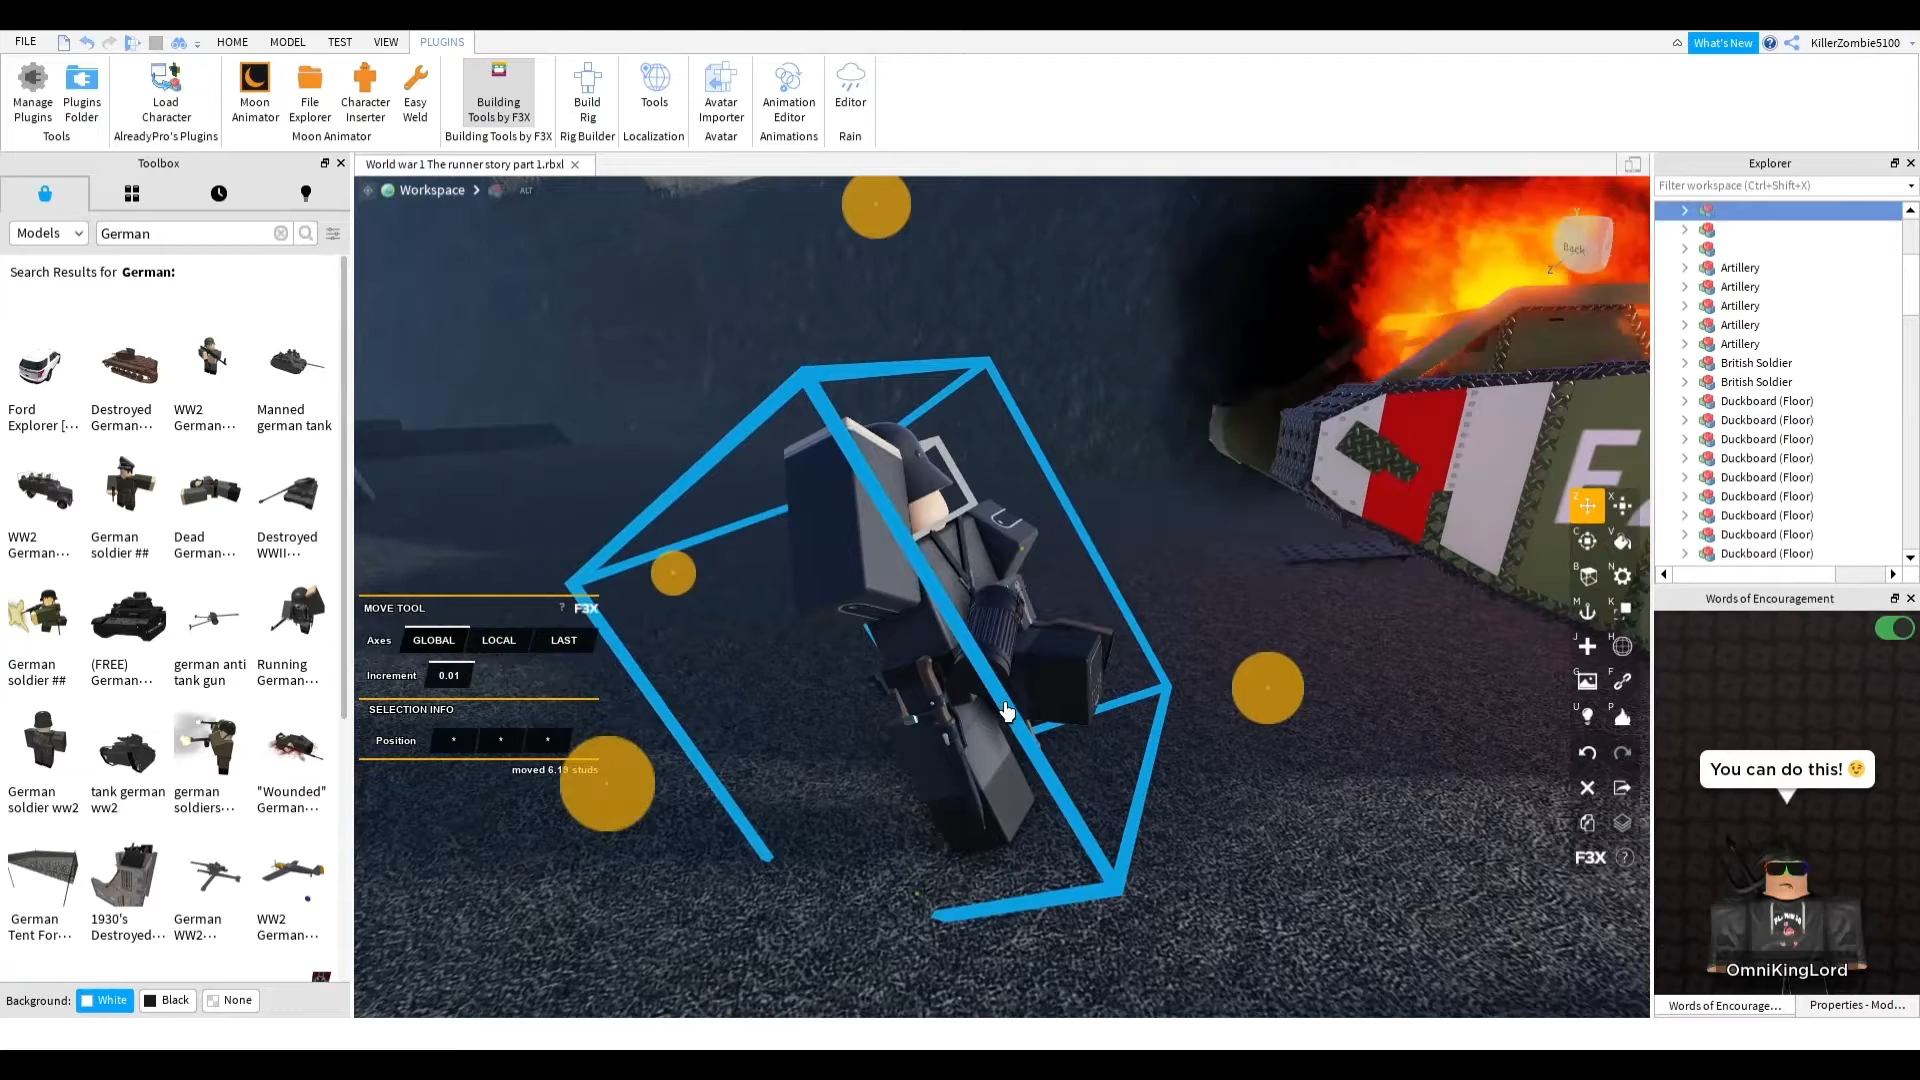 FILE
HOME
MODEL
TEST
VIEW
PLUGINS
What's New
KillerZombie5100
Manage
Plugins
Plugins
Folder
Tools
Load
Character
AlreadyPro's Plugins
Moon
Animator
File
Explorer
Character
Inserter
Easy
Weld
Moon Animator
Building
Tools by F3X
Building Tools by F3X
Build
Rig
Rig Builder
Tools
Localization
Avatar
Importer
Avatar
Animation
Editor
Animations
Editor
Rain
Toolbox
World war 1 The runner story part 1.rbxl
Explorer
Workspace
ALT
Filter workspace (Ctrl+Shift+X)
Models
German
Search Results for German:
Ford
Explorer [···
Destroyed
German···
WW2
German···
Manned
german tank
WW2
German···
German
soldier ##
Dead
German···
Destroyed
WWII···
German
soldier ##
(FREE)
German···
german anti
tank gun
Running
German···
German
soldier ww2
tank german
ww2
german
soldiers···
"Wounded"
German···
German
Tent For···
1930's
Destroyed···
German
WW2···
WW2
German···
Background:
White
Black
None
Back
Y
Z
E
MOVE TOOL
? F3X
Axes
GLOBAL
LOCAL
LAST
Increment
0.01
SELECTION INFO
Position
*
*
*
moved 6.19 studs
Z
X
C
V
B
N
M
K
J
H
G
F
U
P
F3X
?
Artillery
Artillery
Artillery
Artillery
Artillery
British Soldier
British Soldier
Duckboard (Floor)
Duckboard (Floor)
Duckboard (Floor)
Duckboard (Floor)
Duckboard (Floor)
Duckboard (Floor)
Duckboard (Floor)
Duckboard (Floor)
Duckboard (Floor)
Words of Encouragement
You can do this! 😉
OmniKingLord
Words of Encourage...
Properties - Mod...